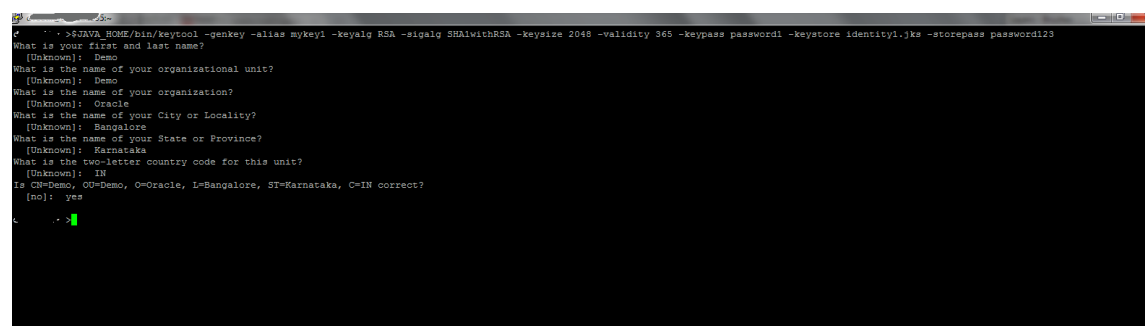 >$JAVA_HOME/bin/keytool -genkey -alias mykey1 -keyalg RSA -sigalg SHA1withRSA -keysize 2048 -validity 365 -keypass password1 -keystore identity1.jks -storepass password123
What is your first and last name?
[Unknown]: Demo
What is the name of your organizational unit?
[Unknown]: Demo
What is the name of your organization?
[Unknown]: Oracle
What is the name of your City or Locality?
[Unknown]: Bangalore
What is the name of your State or Province?
[Unknown]: Karnataka
What is the two-letter country code for this unit?
[Unknown]: IN
Is CN=Demo, OU=Demo, O=Oracle, L=Bangalore, ST=Karnataka, C=IN correct?
[no]: yes
>